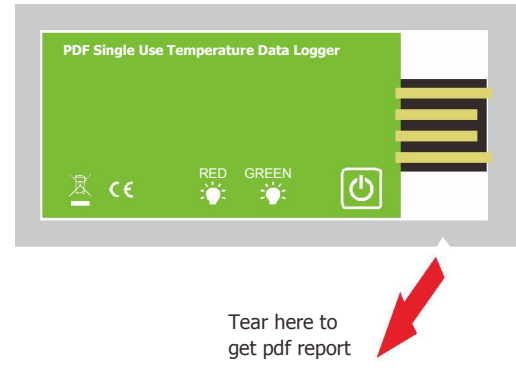 PDF Single Use Temperature Data Logger
RED GREEN
CE
Tear here to
get pdf report